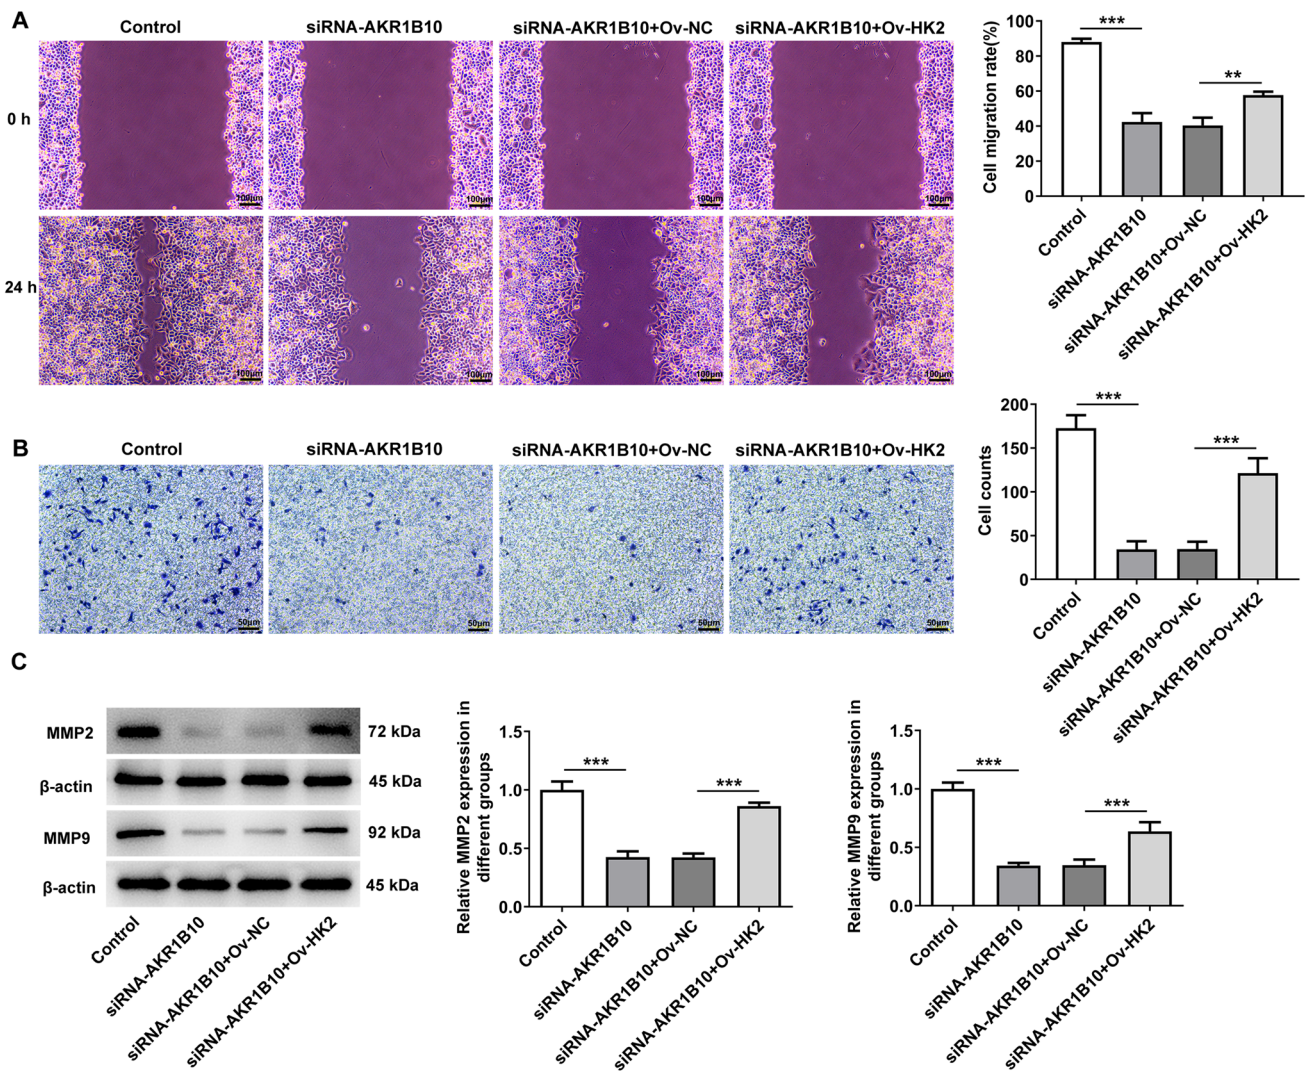 A
Control
siRNA-AKR1B10
siRNA-AKR1B10+Ov-NC
siRNA-AKR1B10+Ov-HK2
0 h
100μm
100μm
100μm
100μm
24 h
100μm
100μm
100μm
100μm
Cell migration rate(%)
100
80
60
40
20
0
***
**
Control
siRNA-AKR1B10
siRNA-AKR1B10+Ov-NC
siRNA-AKR1B10+Ov-HK2
B
Control
siRNA-AKR1B10
siRNA-AKR1B10+Ov-NC
siRNA-AKR1B10+Ov-HK2
50μm
50μm
50μm
50μm
Cell counts
200
150
100
50
0
***
***
Control
siRNA-AKR1B10
siRNA-AKR1B10+Ov-NC
siRNA-AKR1B10+Ov-HK2
C
MMP2
72 kDa
β-actin
45 kDa
MMP9
92 kDa
β-actin
45 kDa
Control
siRNA-AKR1B10
siRNA-AKR1B10+Ov-NC
siRNA-AKR1B10+Ov-HK2
Relative MMP2 expression in
different groups
1.5
1.0
0.5
0.0
***
***
Control
siRNA-AKR1B10
siRNA-AKR1B10+Ov-NC
siRNA-AKR1B10+Ov-HK2
Relative MMP9 expression in
different groups
1.5
1.0
0.5
0.0
***
***
Control
siRNA-AKR1B10
siRNA-AKR1B10+Ov-NC
siRNA-AKR1B10+Ov-HK2